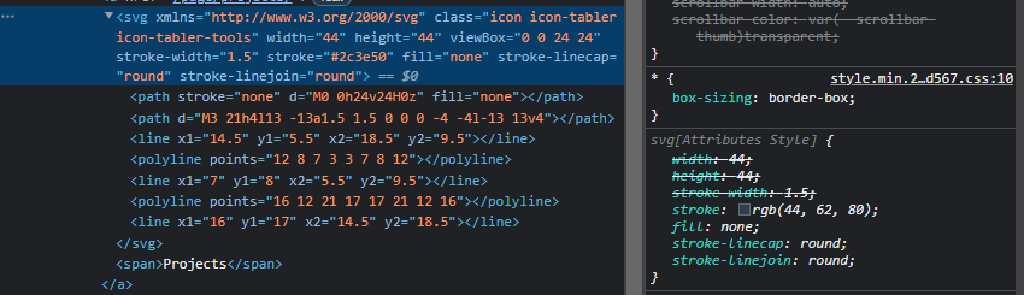 <svg xmlns="http://www.w3.org/2000/svg" class="icon icon-tabler
icon-tabler-tools" width="44" height="44" viewBox="0 0 24 24"
stroke-width="1.5" stroke="#2c3e50" fill="none" stroke-linecap=
"round" stroke-linejoin="round"> == $0
<path stroke="none" d="M0 0h24v24H0z" fill="none"></path>
<path d="M3 21h4l13 -13a1.5 1.5 0 0 0 -4 -4l-13 13v4"></path>
<line x1="14.5" y1="5.5" x2="18.5" y2="9.5"></line>
<polyline points="12 8 7 3 3 7 8 12"></polyline>
<line x1="7" y1="8" x2="5.5" y2="9.5"></line>
<polyline points="16 12 21 17 17 21 12 16"></polyline>
<line x1="16" y1="17" x2="14.5" y2="18.5"></line>
</svg>
<span>Projects</span>
</a>
scrollbar-width: auto;
scrollbar-color: var(--scrollbar-
thumb)transparent;
}
* { style.min.2…d567.css:10
box-sizing: border-box;
}
svg[Attributes Style] {
width: 44;
height: 44;
stroke-width: 1.5;
stroke: rgb(44, 62, 80);
fill: none;
stroke-linecap: round;
stroke-linejoin: round;
}